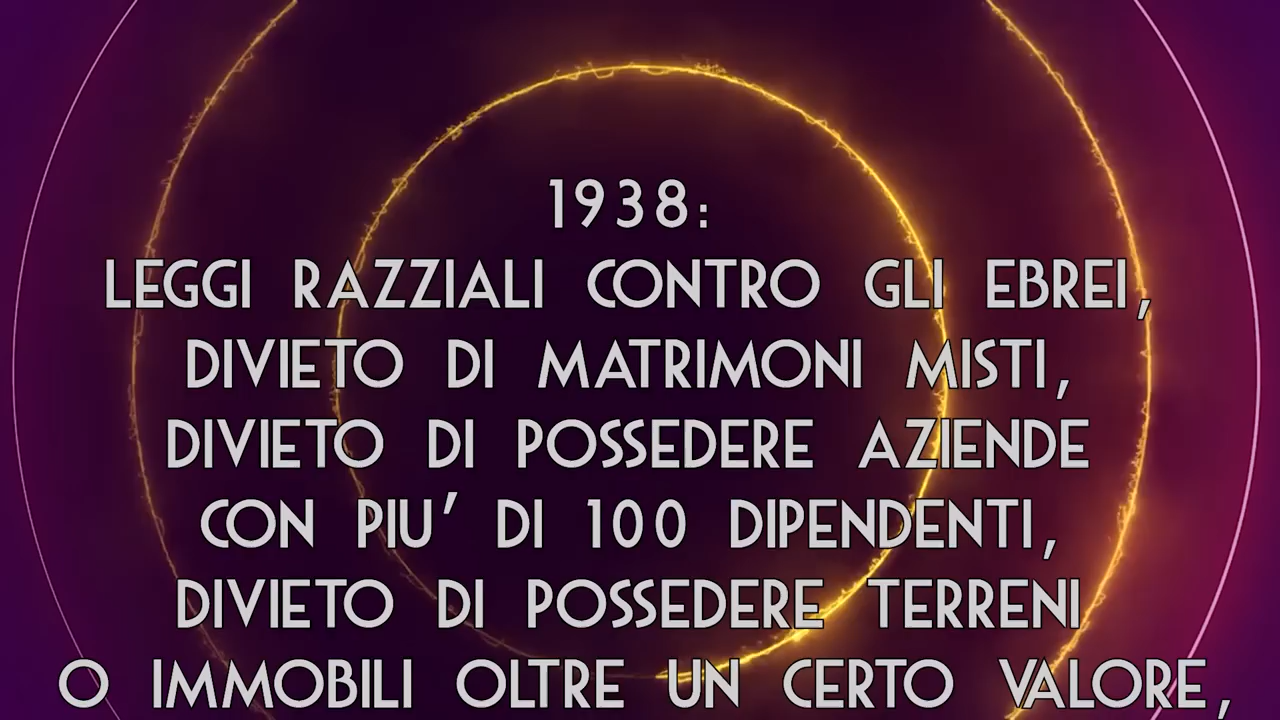 1938:
LEGGI RAZZIALI CONTRO GLI EBREI,
DIVIETO DI MATRIMONI MISTI,
DIVIETO DI POSSEDERE AZIENDE
CON PIU' DI 100 DIPENDENTI,
DIVIETO DI POSSEDERE TERRENI
O IMMOBILI OLTRE UN CERTO VALORE,